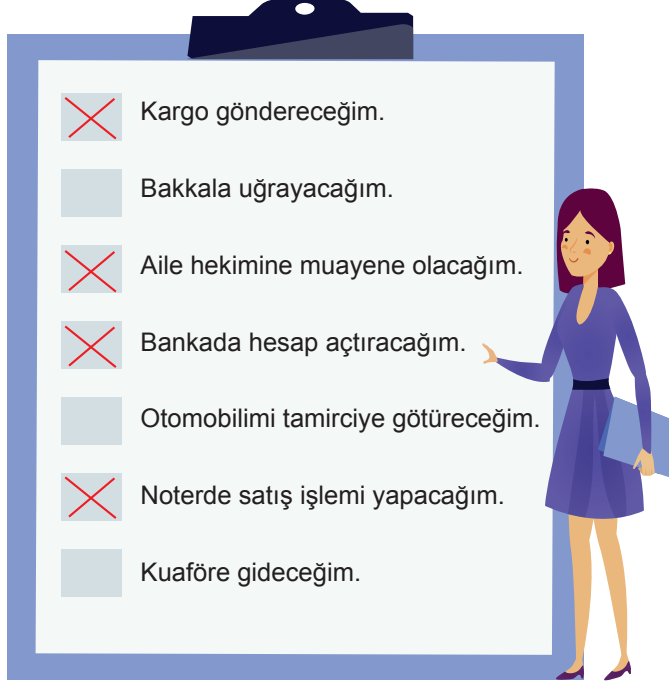 Kargo göndereceğim.
Bakkala uğrayacağım.
Aile hekimine muayene olacağım.
Bankada hesap açtıracağım.
Otomobilimi tamirciye götüreceğim.
Noterde satış işlemi yapacağım.
Kuaföre gideceğim.